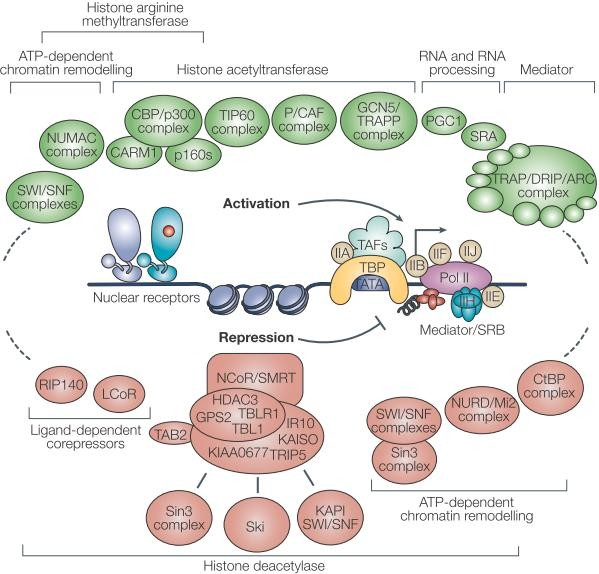 Histone arginine
methyltransferase
ATP-dependent
chromatin remodelling
Histone acetyltransferase
RNA and RNA
processing
Mediator
CBP/p300
complex
TIP60
complex
P/CAF
complex
GCN5/
TRAPP
complex
PGC1
SRA
NUMAC
complex
CARM1
p160s
SWI/SNF
complexes
TRAP/DRIP/ARC
complex
Activation
TAFs
IIA
TBP
ATA
IIB
IIF
IIJ
Pol II
IIH
IIE
Nuclear receptors
Mediator/SRB
Repression
RIP140
LCoR
Ligand-dependent
corepressors
NCoR/SMRT
HDAC3
GPS2
TBLR1
TBL1
IR10
KAISO
KIAA0677
TRIP5
TAB2
CtBP
complex
NURD/Mi2
complex
SWI/SNF
complexes
Sin3
complex
ATP-dependent
chromatin remodelling
Sin3
complex
Ski
KAPI
SWI/SNF
Histone deacetylase